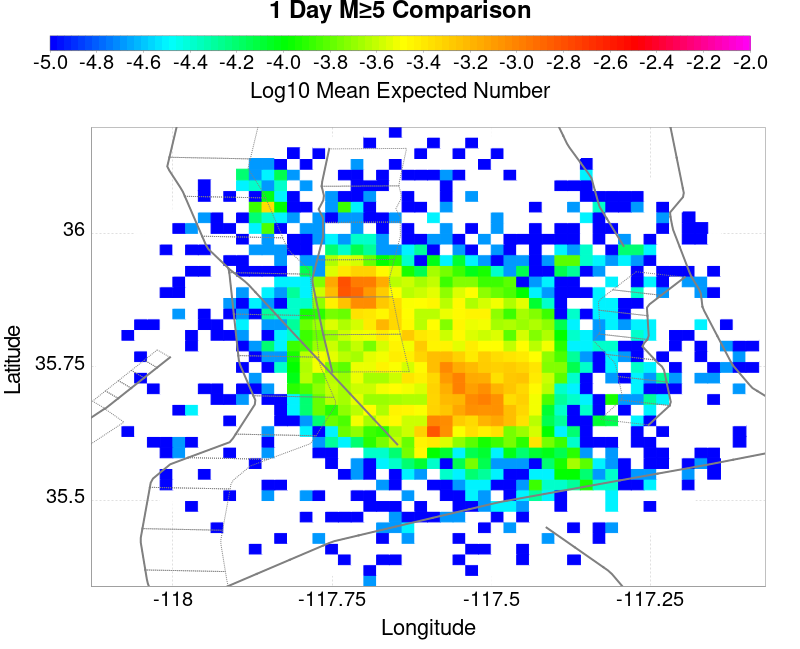 1 Day M≥5 Comparison
-5.0 -4.8 -4.6 -4.4 -4.2 -4.0 -3.8 -3.6 -3.4 -3.2 -3.0 -2.8 -2.6 -2.4 -2.2 -2.0
Log10 Mean Expected Number
36
35.75
35.5
Latitude
-118 -117.75 -117.5 -117.25
Longitude